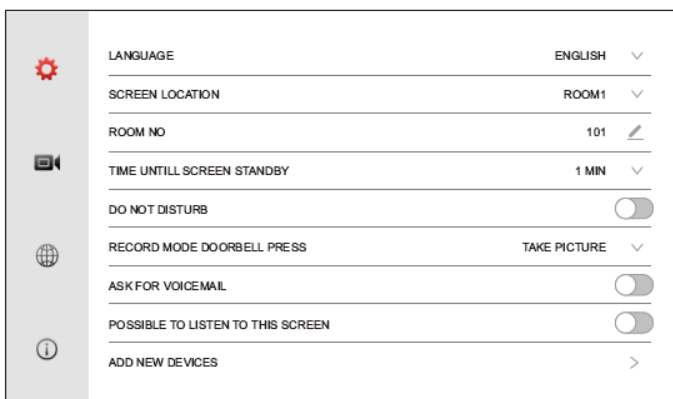 LANGUAGE ENGLISH
SCREEN LOCATION ROOM1
ROOM NO 101
TIME UNTILL SCREEN STANDBY 1 MIN
DO NOT DISTURB
RECORD MODE DOORBELL PRESS TAKE PICTURE
ASK FOR VOICEMAIL
POSSIBLE TO LISTEN TO THIS SCREEN
ADD NEW DEVICES